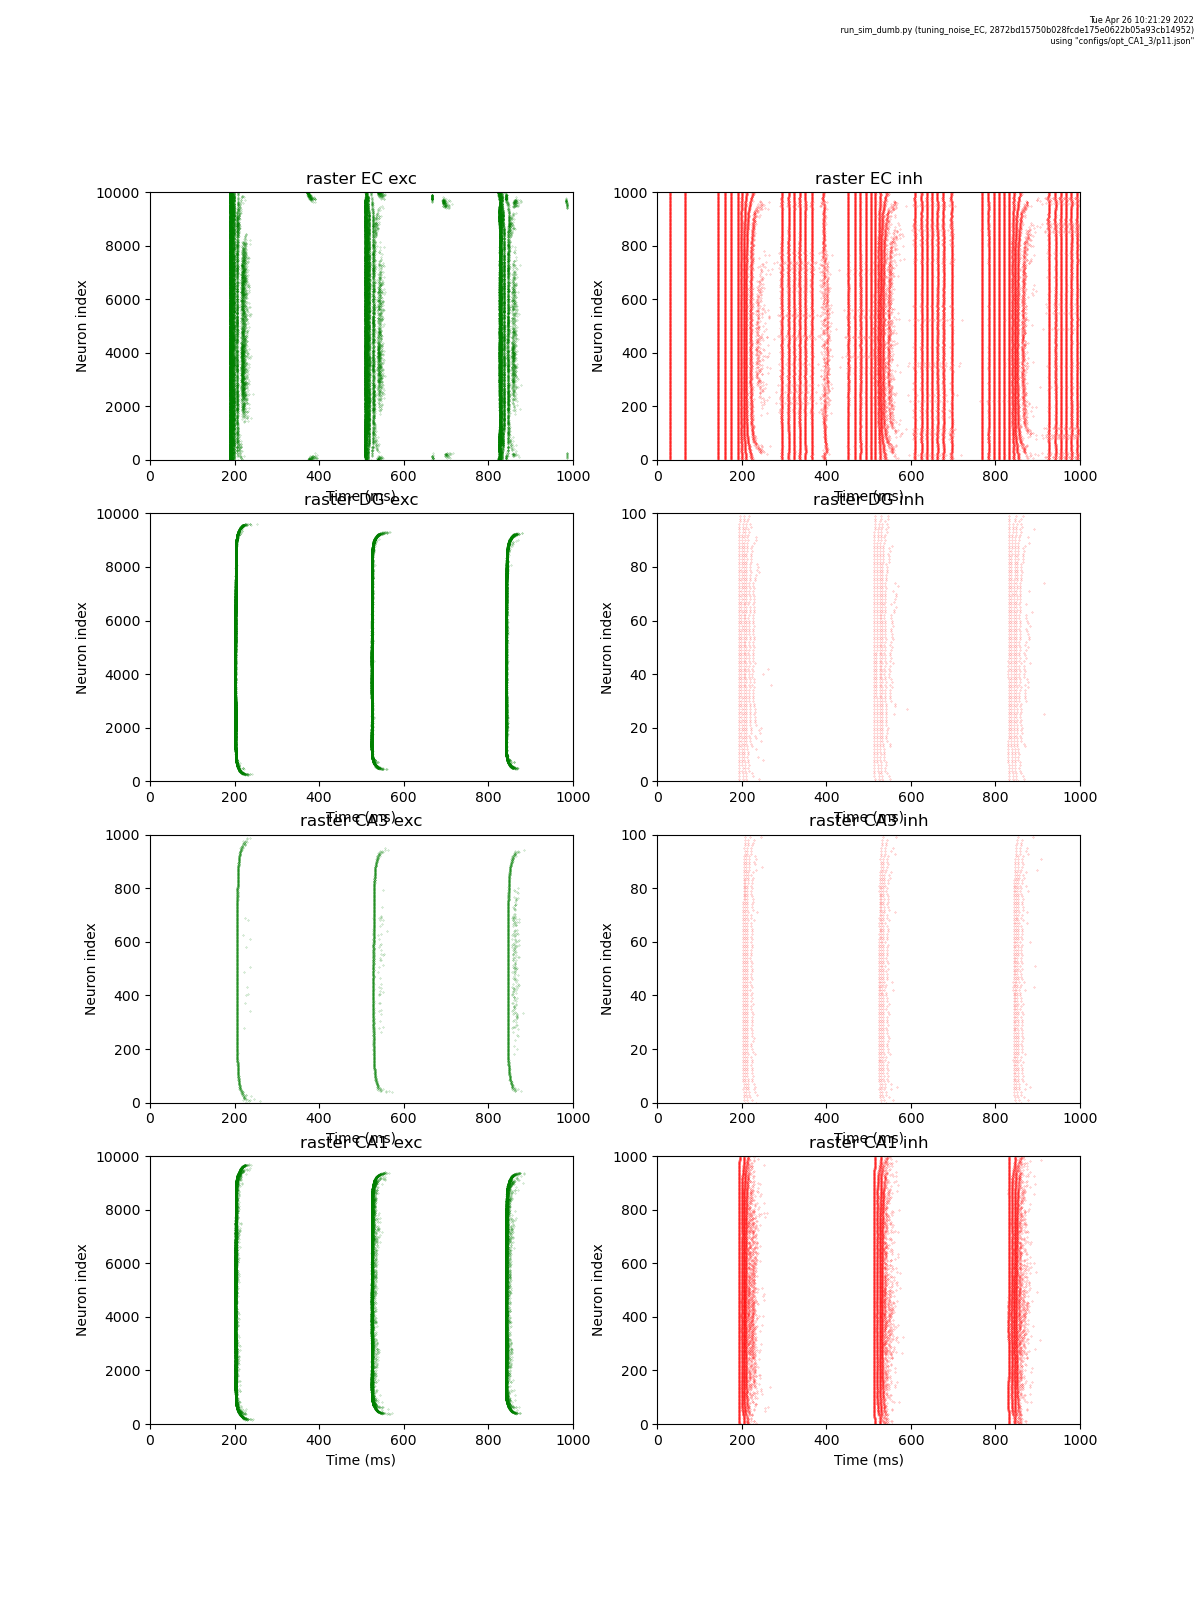 Tue Apr 26 10:21:29 2022
run_sim_dumb.py (tuning_noise_EC, 2872bd15750b028fcde175e0622b05a93cb14952)
using "configs/opt_CA1_3/p11.json"
raster EC exc
10000
8000
6000
4000
2000
0
Neuron index
0 200 400 600 800 1000
Time (ms)
raster EC inh
1000
800
600
400
200
0
Neuron index
0 200 400 600 800 1000
Time (ms)
raster DG exc
10000
8000
6000
4000
2000
0
Neuron index
0 200 400 600 800 1000
Time (ms)
raster DG inh
100
80
60
40
20
0
Neuron index
0 200 400 600 800 1000
Time (ms)
raster CA3 exc
1000
800
600
400
200
0
Neuron index
0 200 400 600 800 1000
Time (ms)
raster CA3 inh
100
80
60
40
20
0
Neuron index
0 200 400 600 800 1000
Time (ms)
raster CA1 exc
10000
8000
6000
4000
2000
0
Neuron index
0 200 400 600 800 1000
Time (ms)
raster CA1 inh
1000
800
600
400
200
0
Neuron index
0 200 400 600 800 1000
Time (ms)